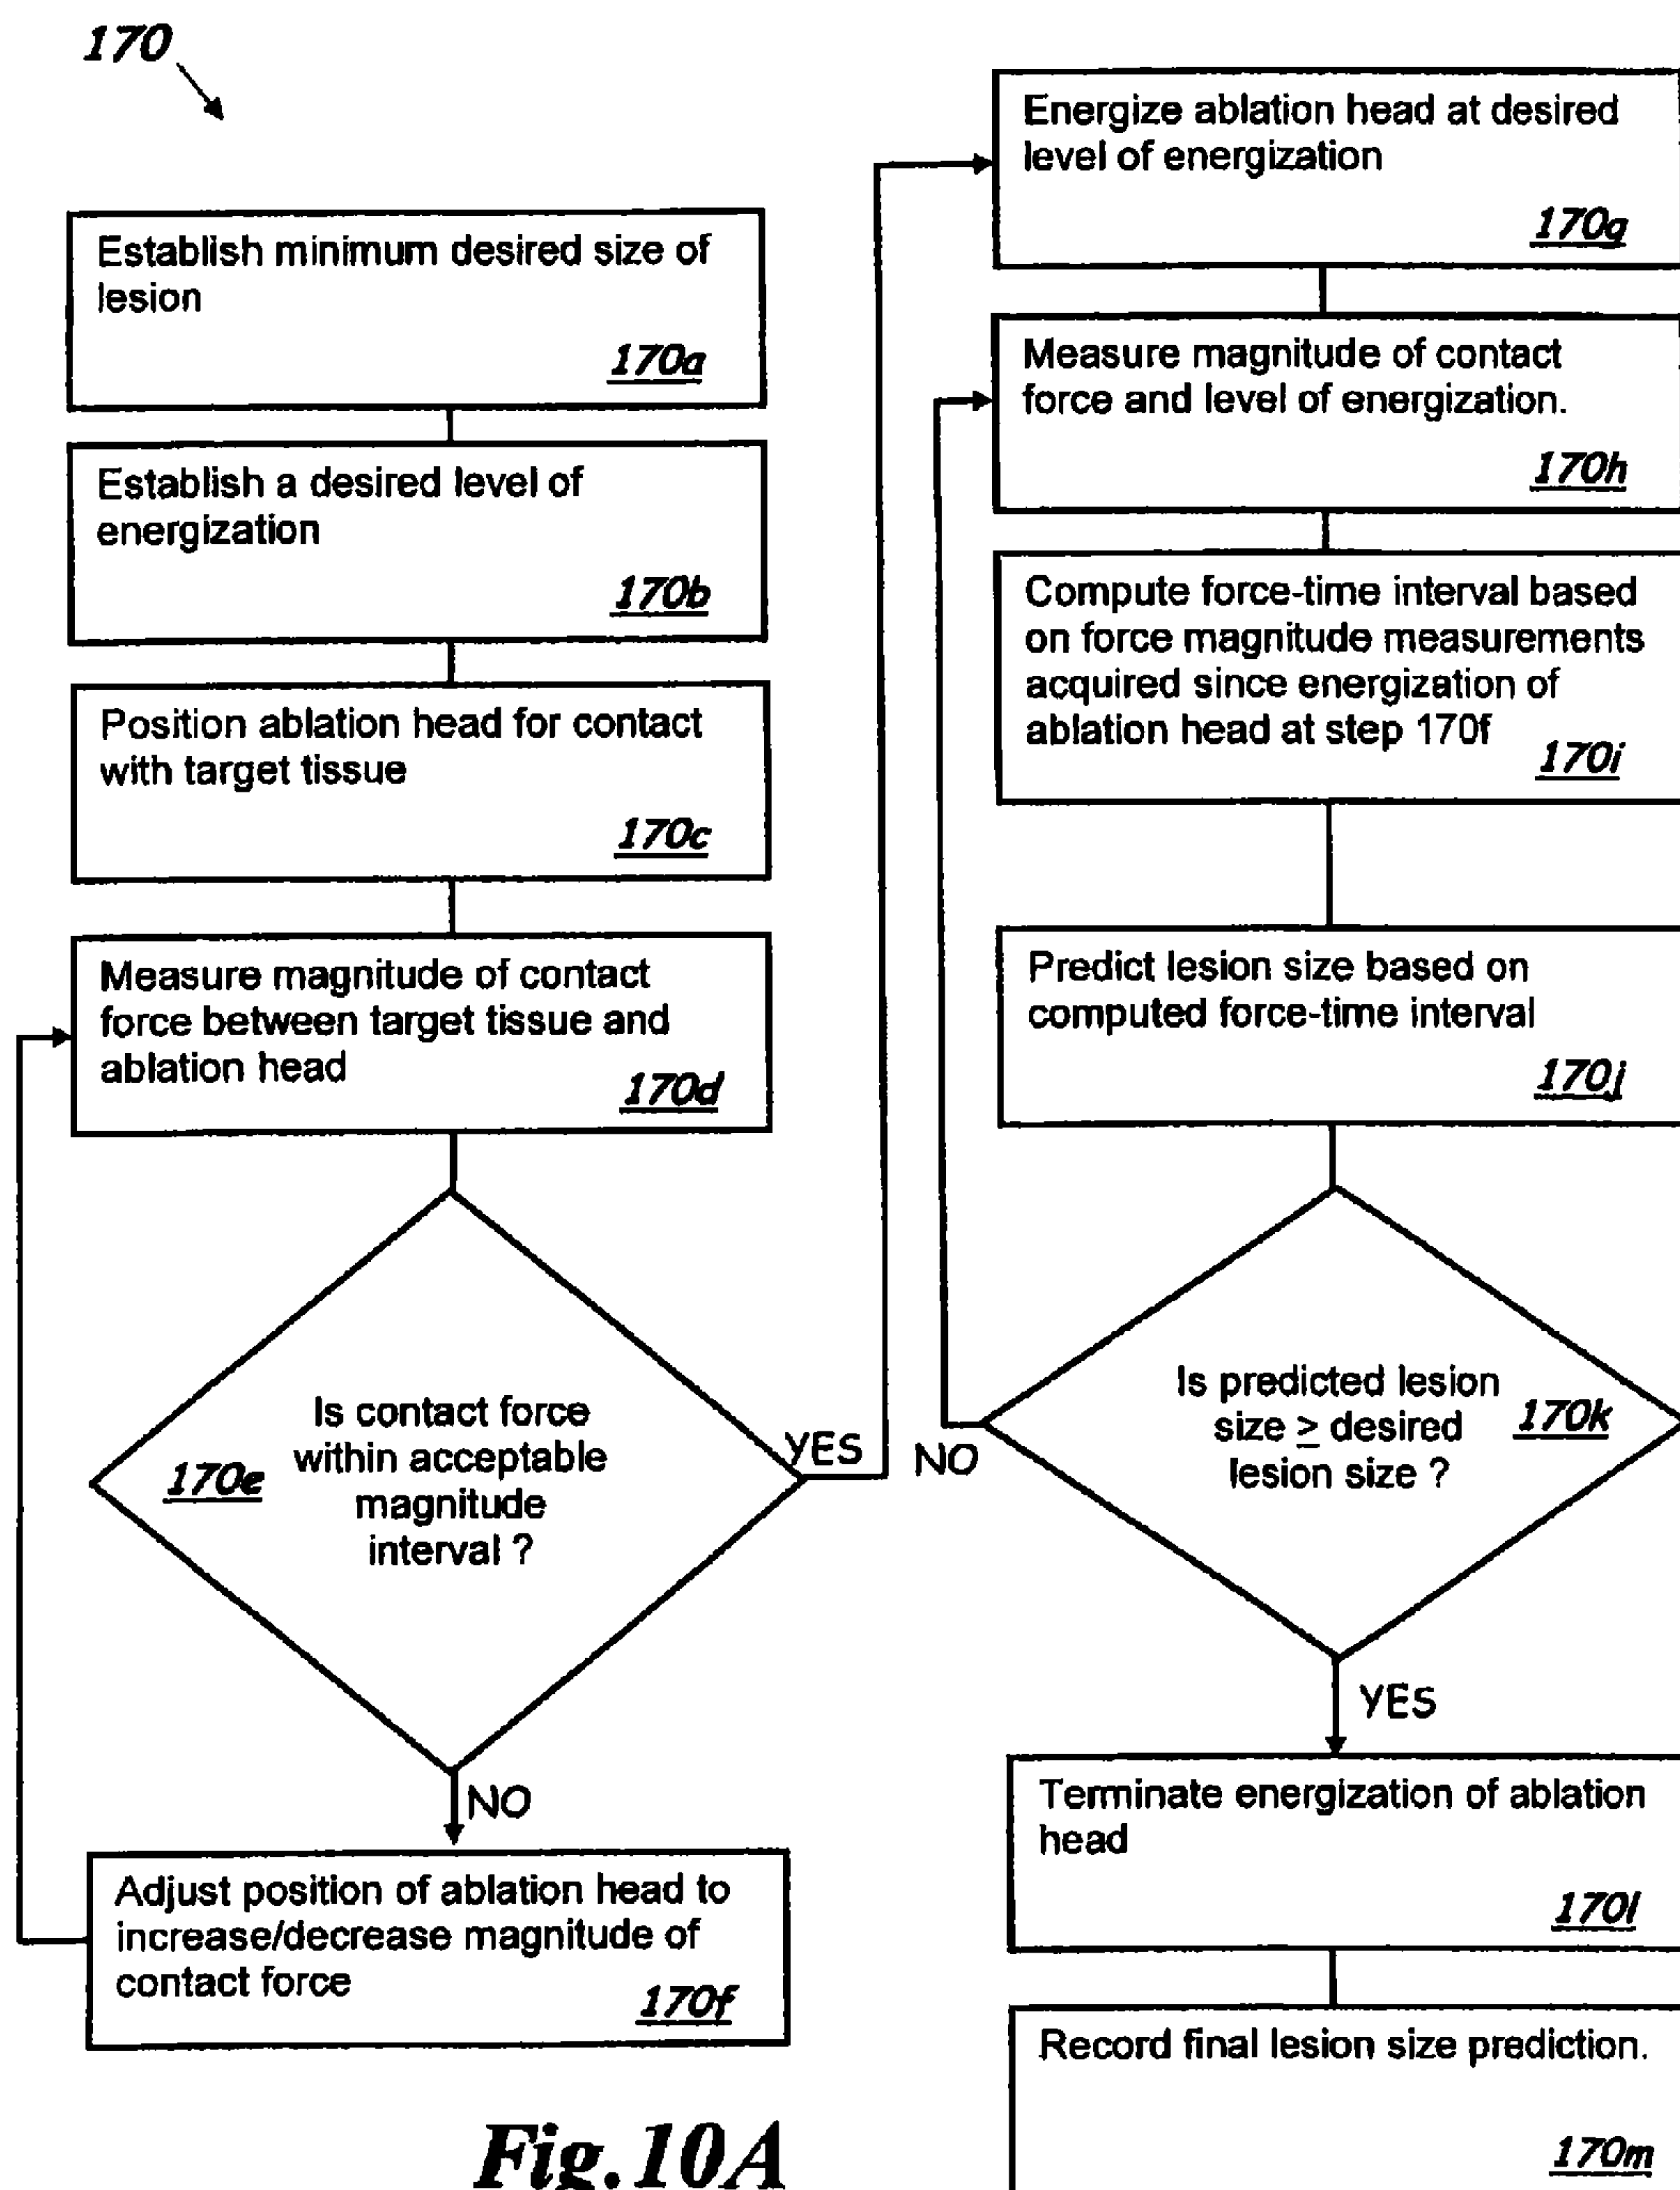 170
Establish minimum desired size of
lesion
170a
Establish a desired level of
energization
170b
Position ablation head for contact
with target tissue
170c
Measure magnitude of contact
force between target tissue and
ablation head
170d
Is contact force
within acceptable
magnitude
interval ?
170e
YES
NO
Adjust position of ablation head to
increase/decrease magnitude of
contact force
170f
Energize ablation head at desired
level of energization
170g
Measure magnitude of contact
force and level of energization.
170h
Compute force-time interval based
on force magnitude measurements
acquired since energization of
ablation head at step 170f
170i
Predict lesion size based on
computed force-time interval
170j
Is predicted lesion
size ≥ desired
lesion size ?
170k
NO
YES
Terminate energization of ablation
head
170l
Record final lesion size prediction.
170m
Fig.10A